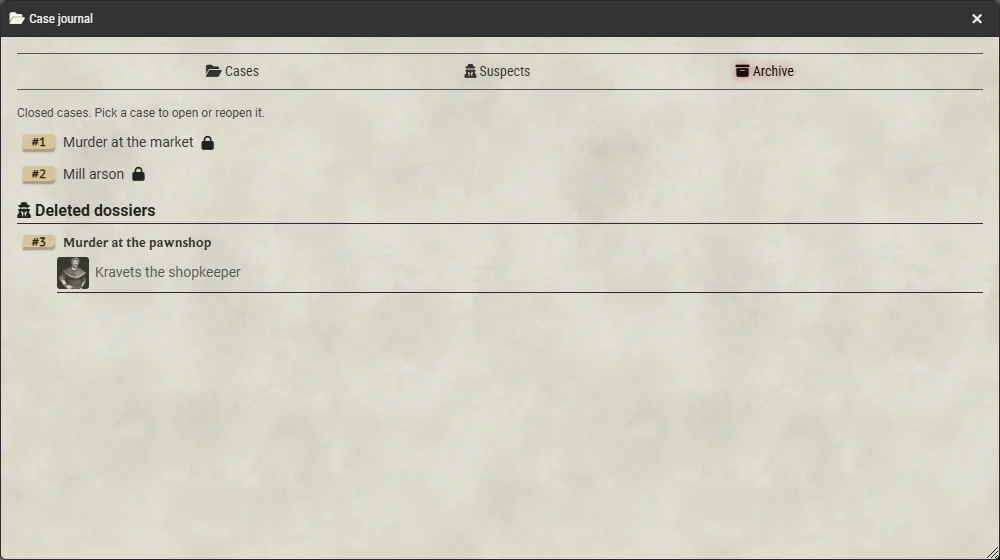 Case journal
Cases Suspects Archive
Closed cases. Pick a case to open or reopen it.
#1 Murder at the market
#2 Mill arson
Deleted dossiers
#3 Murder at the pawnshop
Kravets the shopkeeper